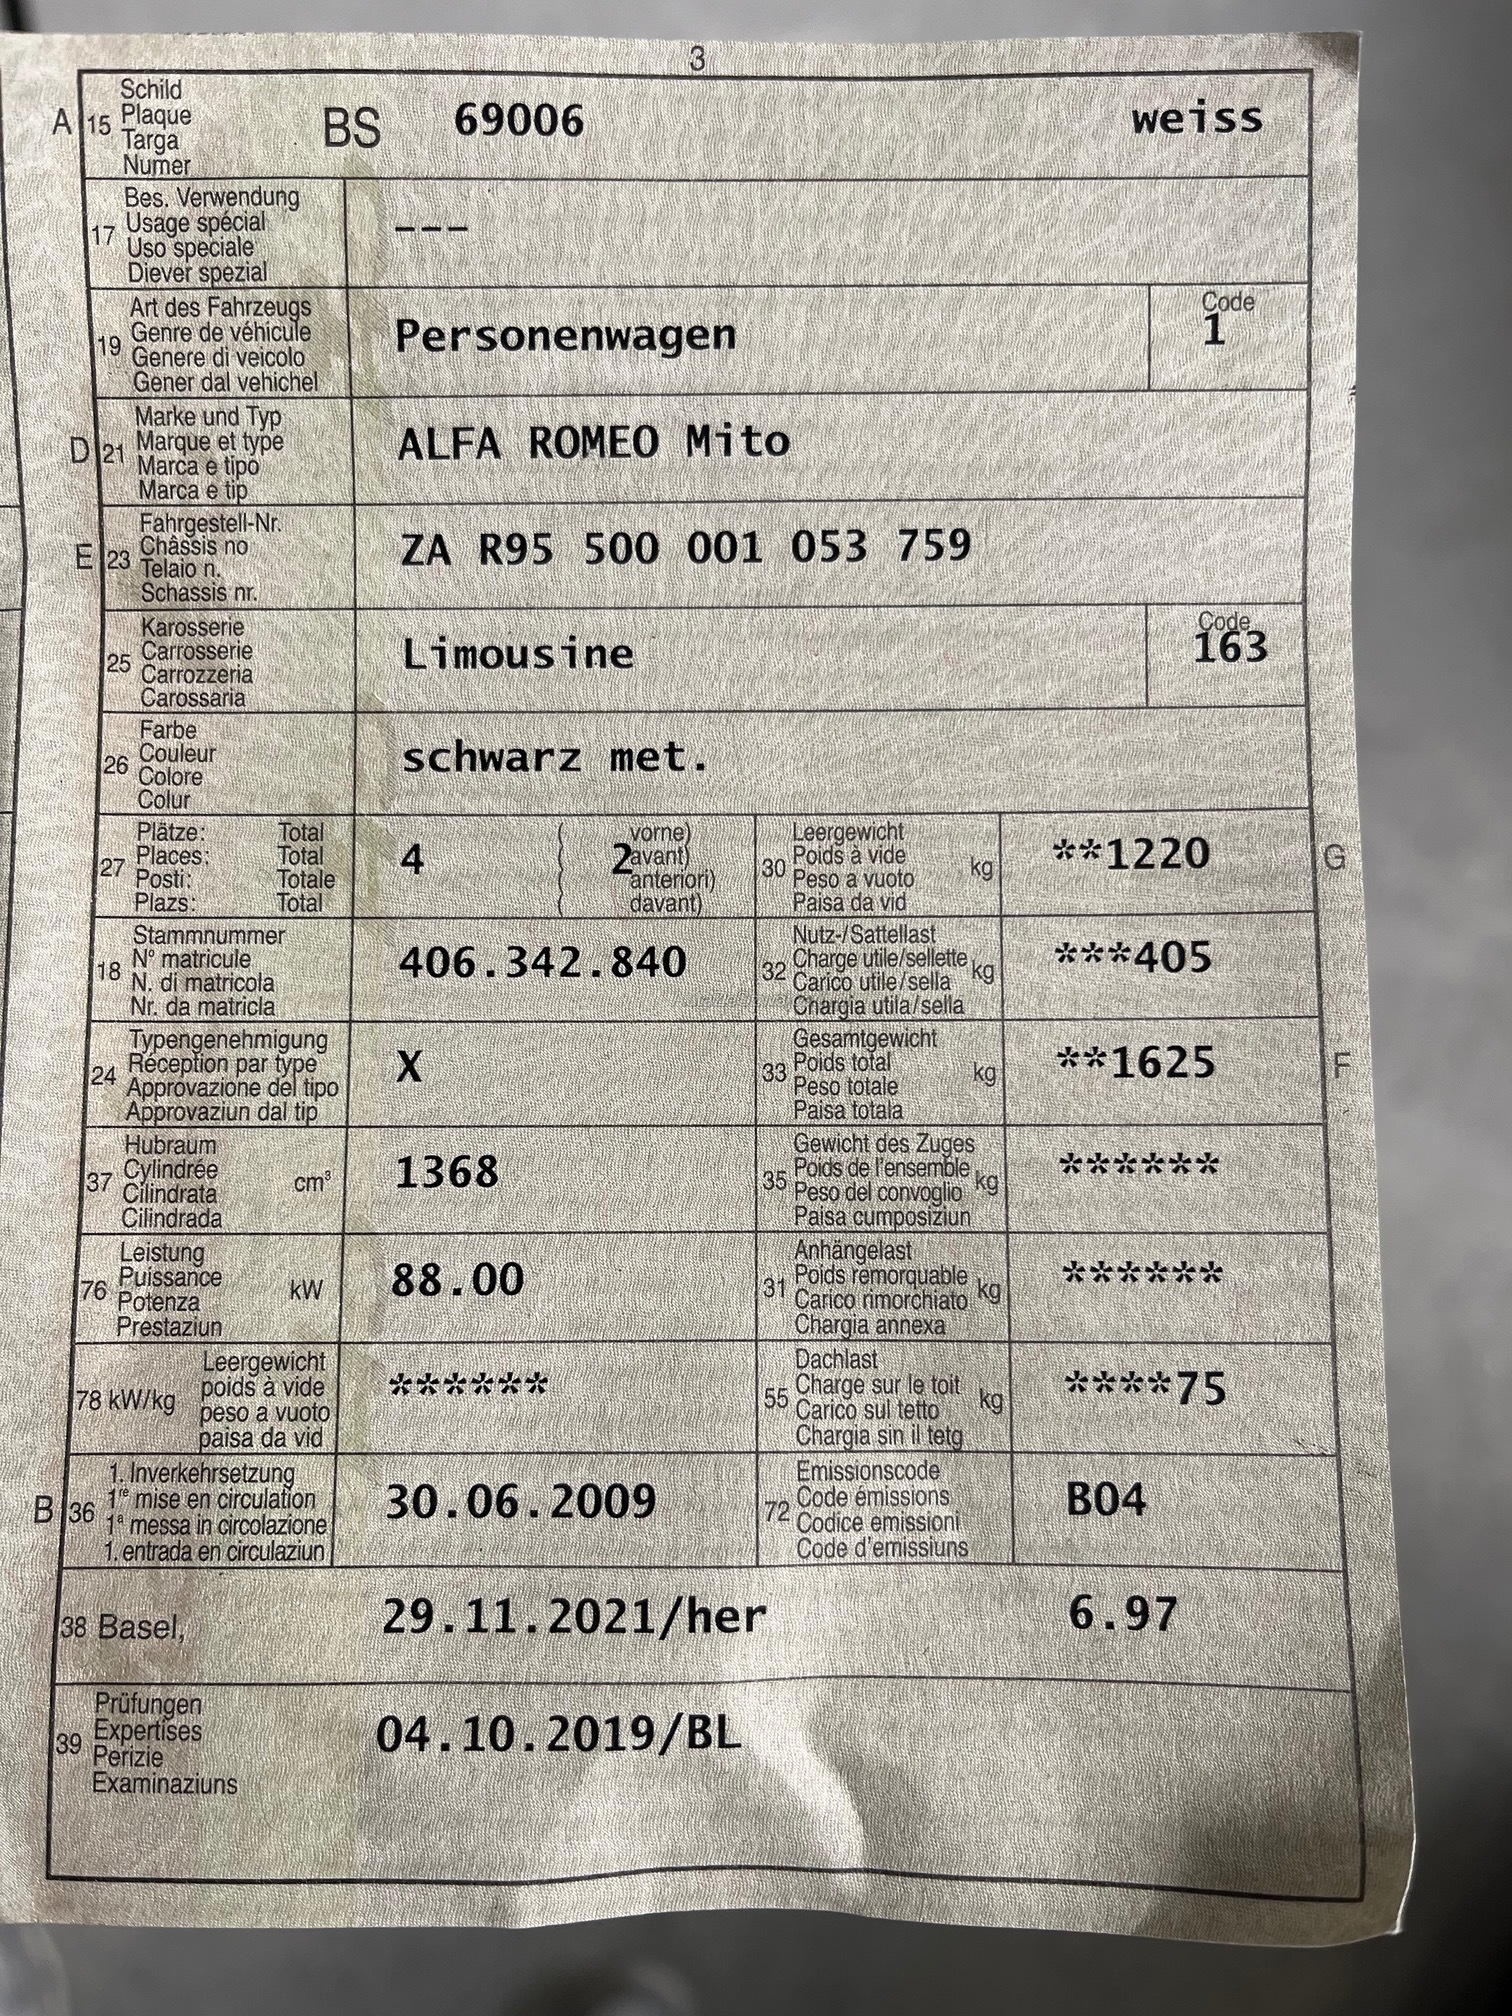 3
A 15 Schild
Plaque
Targa
Numer
BS 69006 weiss
17 Bes. Verwendung
Usage spécial
Uso speciale
Diever spezial
---
19 Art des Fahrzeugs
Genre de véhicule
Genere di veicolo
Gener dal vehichel
Personenwagen
Code
1
D 21 Marke und Typ
Marque et type
Marca e tipo
Marca e tip
ALFA ROMEO Mito
E 23 Fahrgestell-Nr.
Châssis no
Telaio n.
Schassis nr.
ZA R95 500 001 053 759
25 Karosserie
Carrosserie
Carrozzeria
Carossaria
Limousine
Code
163
26 Farbe
Couleur
Colore
Colur
schwarz met.
27 Plätze: Total
Places: Total
Posti: Totale
Plazs: Total
4 ( 2 vorne)
( avant)
( anteriori)
( davant)
30 Leergewicht
Poids à vide
Peso a vuoto
Paisa da vid
kg **1220 G
18 Stammnummer
N° matricule
N. di matricola
Nr. da matricla
406.342.840
32 Nutz-/Sattellast
Charge utile/sellette
Carico utile/sella
Chargia utila/sella
kg ***405
24 Typengenehmigung
Réception par type
Approvazione del tipo
Approvaziun dal tip
X
33 Gesamtgewicht
Poids total
Peso totale
Paisa totala
kg **1625 F
37 Hubraum
Cylindrée
Cilindrata
Cilindrada
cm³ 1368
35 Gewicht des Zuges
Poids de l'ensemble
Peso del convoglio
Paisa cumposiziun
kg ******
76 Leistung
Puissance
Potenza
Prestaziun
kW 88.00
31 Anhängelast
Poids remorquable
Carico rimorchiato
Chargia annexa
kg ******
78 kW/kg Leergewicht
poids à vide
peso a vuoto
paisa da vid
******
55 Dachlast
Charge sur le toit
Carico sul tetto
Chargia sin il tetg
kg ****75
B 36 1. Inverkehrsetzung
1re mise en circulation
1a messa in circolazione
1. entrada en circulaziun
30.06.2009
72 Emissionscode
Code émissions
Codice emissioni
Code d'emissiuns
B04
38 Basel, 29.11.2021/her 6.97
39 Prüfungen
Expertises
Perizie
Examinaziuns
04.10.2019/BL